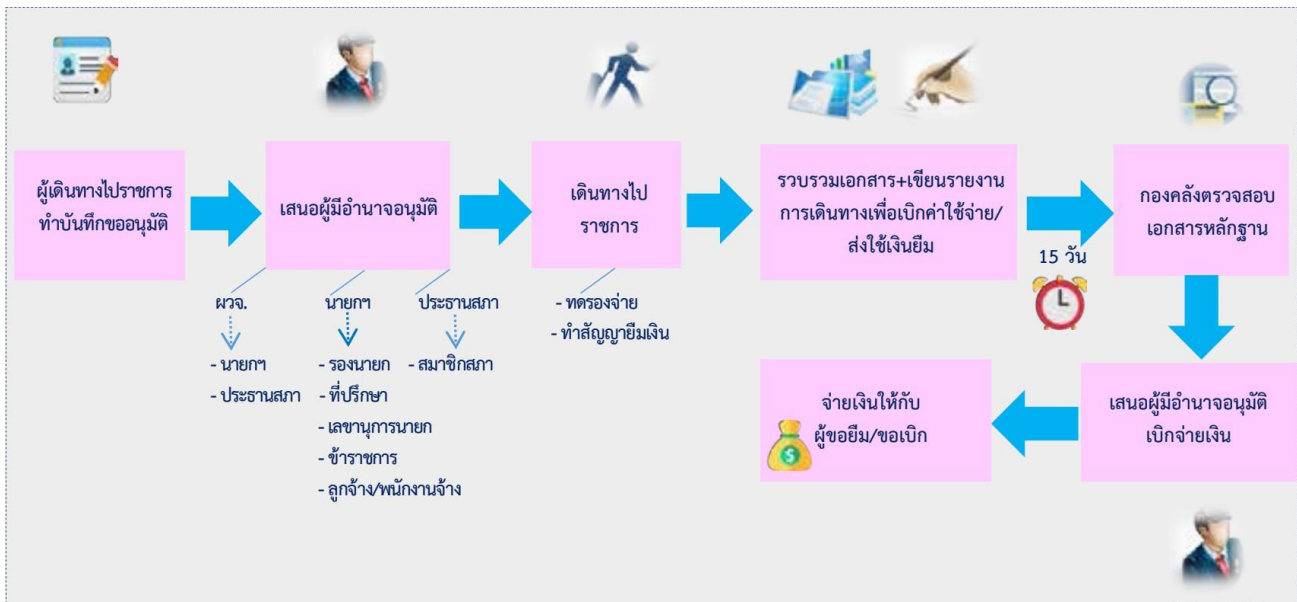 ผู้เดินทางไปราชการ
ทำบันทึกขออนุมัติ
เสนอผู้มีอำนาจอนุมัติ
เดินทางไป
ราชการ
รวบรวมเอกสาร+เขียนรายงาน
การเดินทางเพื่อเบิกค่าใช้จ่าย/
ส่งใช้เงินยืม
15 วัน
กองคลังตรวจสอบ
เอกสารหลักฐาน
ผวจ.
- นายกฯ
- ประธานสภา
นายกฯ
- รองนายก
- ที่ปรึกษา
- เลขานุการนายก
- ข้าราชการ
- ลูกจ้าง/พนักงานจ้าง
ประธานสภา
- สมาชิกสภา
- ทดรองจ่าย
- ทำสัญญายืมเงิน
เสนอผู้มีอำนาจอนุมัติ
เบิกจ่ายเงิน
จ่ายเงินให้กับ
ผู้ขอยืม/ขอเบิก